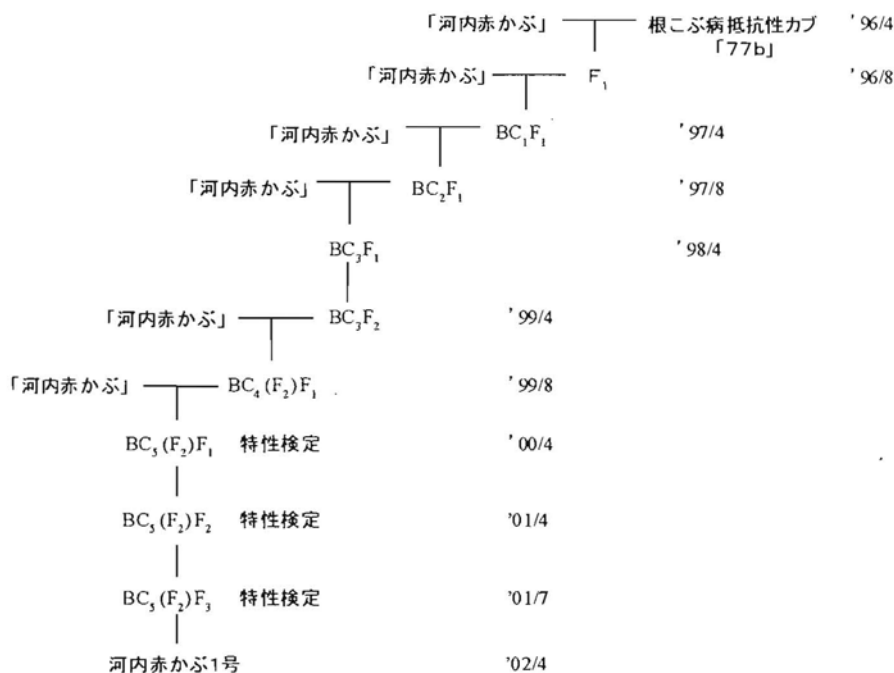 「河内赤かぶ」 根こぶ病抵抗性カブ '96/4
「77b」
「河内赤かぶ」 F₁ '96/8
「河内赤かぶ」 BC₁F₁ '97/4
「河内赤かぶ」 BC₂F₁ '97/8
BC₃F₁ '98/4
「河内赤かぶ」 BC₃F₂ '99/4
「河内赤かぶ」 BC₄(F₂)F₁ '99/8
BC₅(F₂)F₁ 特性検定 '00/4
BC₅(F₂)F₂ 特性検定 '01/4
BC₅(F₂)F₃ 特性検定 '01/7
河内赤かぶ1号 '02/4